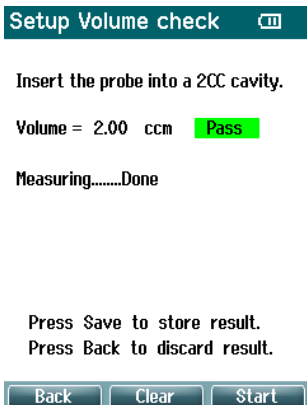 Setup Volume check
Insert the probe into a 2CC cavity.
Volume = 2.00 ccm Pass
Measuring........Done
Press Save to store result.
Press Back to discard result.
Back Clear Start